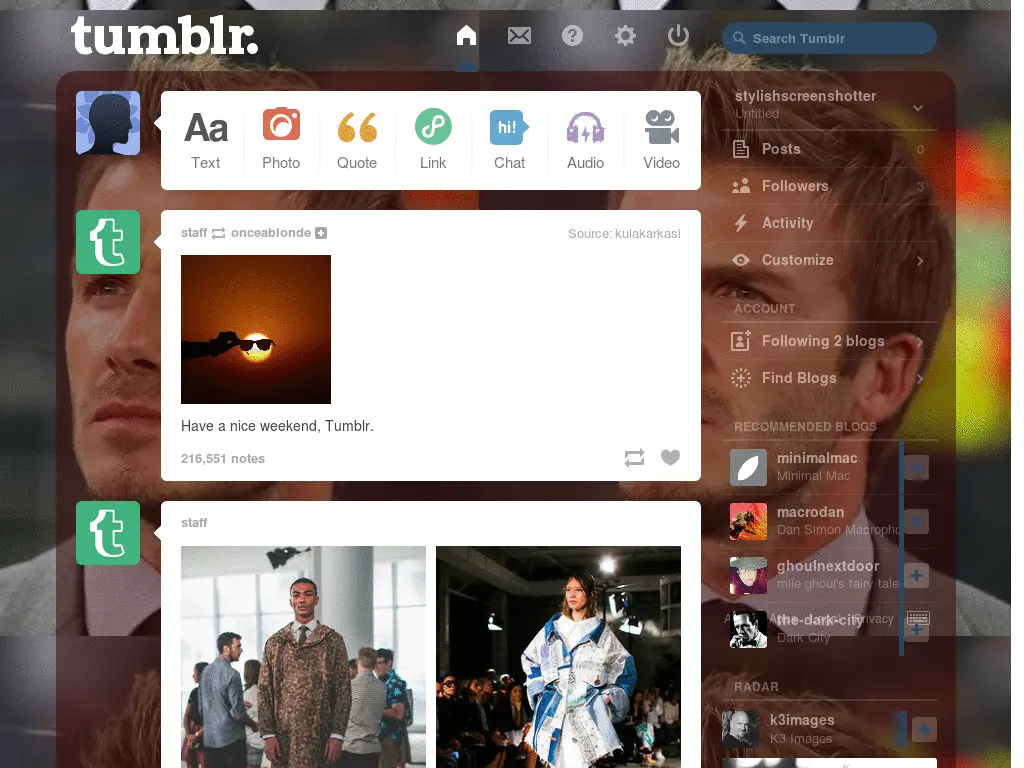 tumblr.
Search Tumblr
Aa
Text
Photo
Quote
Link
hi!
Chat
Audio
Video
staff onceablonde
Source: kulakarkasi
Have a nice weekend, Tumblr.
216,551 notes
staff
stylishscreenshotter
Untitled
Posts 0
Followers 3
Activity
Customize
ACCOUNT
Following 2 blogs
Find Blogs
RECOMMENDED BLOGS
minimalmac
Minimal Mac
macrodan
Dan Simon Macropho
ghoulnextdoor
mlle ghoul's fairy tale
the-dark-city
Privacy
Dark City
RADAR
k3images
K3 Images